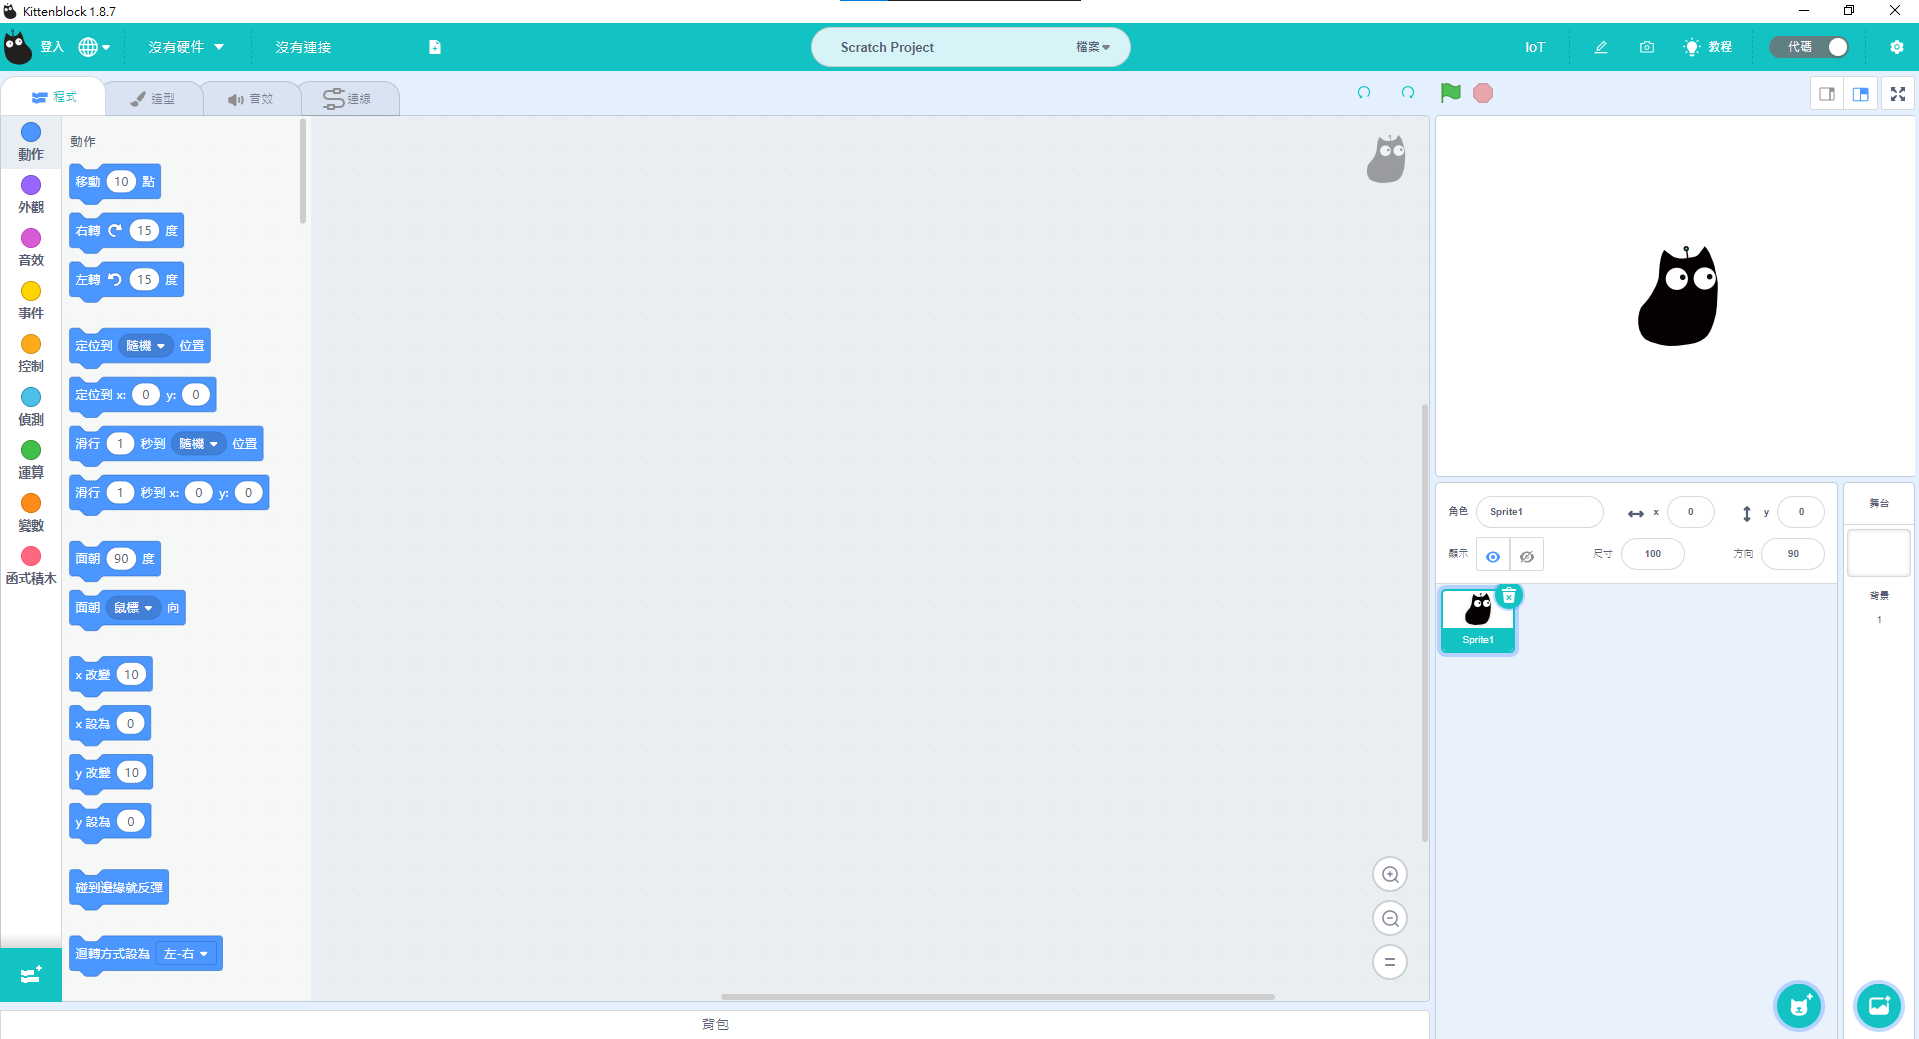 Kittenblock 1.8.7
登入
沒有硬件
沒有連接
Scratch Project
檔案
IoT
教程
代碼
程式
造型
音效
連線
動作
外觀
音效
事件
控制
偵測
運算
變數
函式積木
動作
移動 10 點
右轉 15 度
左轉 15 度
定位到 隨機 位置
定位到 x: 0 y: 0
滑行 1 秒到 隨機 位置
滑行 1 秒到 x: 0 y: 0
面朝 90 度
面朝 鼠標 向
x 改變 10
x 設為 0
y 改變 10
y 設為 0
碰到邊緣就反彈
迴轉方式設為 左-右
背包
角色 Sprite1 x 0 y 0
顯示 尺寸 100 方向 90
Sprite1
舞台
背景
1